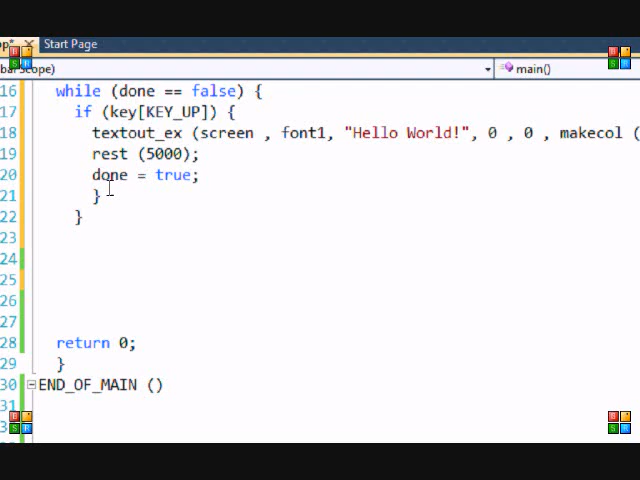 p* X Start Page
bal Scope)
main()
16 while (done == false) {
17 if (key[KEY_UP]) {
18 textout_ex (screen , font1, "Hello World!", 0 , 0 , makecol (
19 rest (5000);
20 done = true;
21 }
22 }
23
24
25
26
27
28 return 0;
29 }
30 END_OF_MAIN ()
31